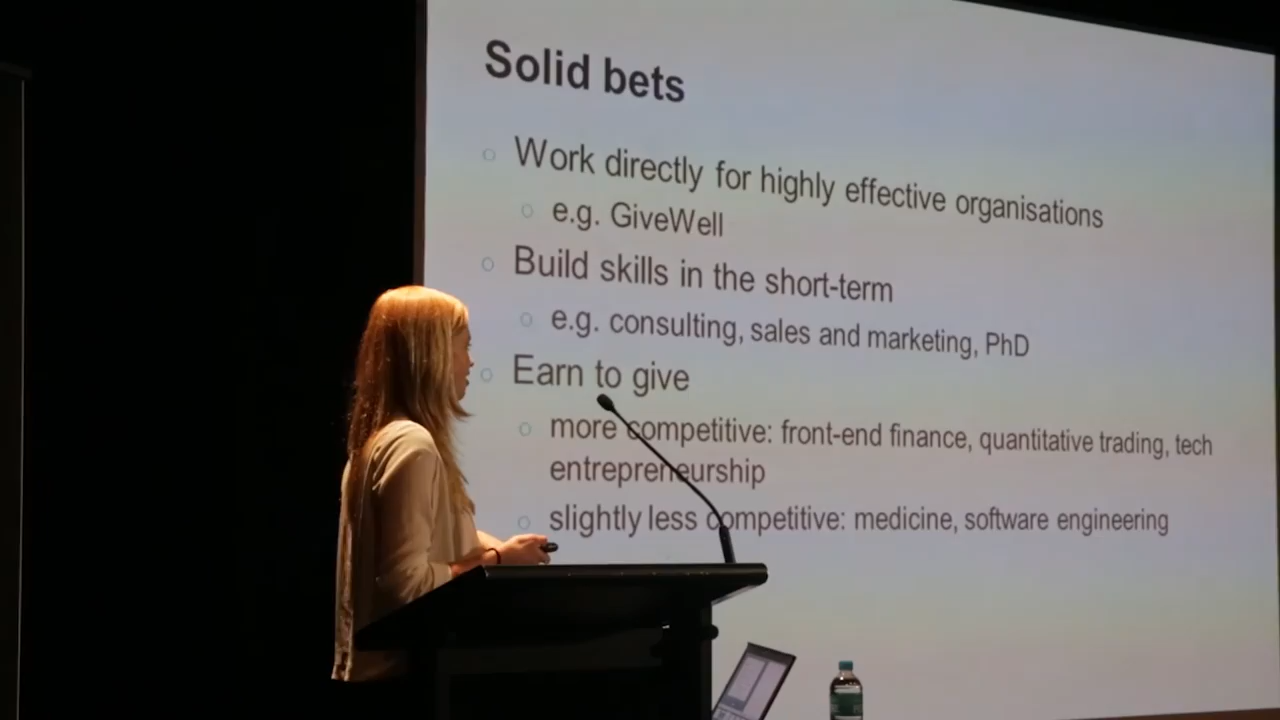 Solid bets
Work directly for highly effective organisations
e.g. GiveWell
Build skills in the short-term
e.g. consulting, sales and marketing, PhD
Earn to give
more competitive: front-end finance, quantitative trading, tech
entrepreneurship
slightly less competitive: medicine, software engineering